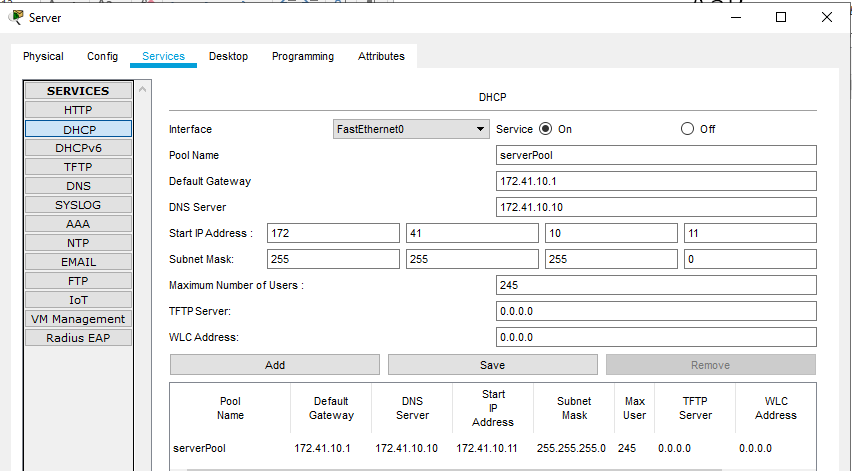 Server
Physical Config Services Desktop Programming Attributes
SERVICES
HTTP
DHCP
DHCPv6
TFTP
DNS
SYSLOG
AAA
NTP
EMAIL
FTP
IoT
VM Management
Radius EAP
DHCP
Interface FastEthernet0 Service On Off
Pool Name serverPool
Default Gateway 172.41.10.1
DNS Server 172.41.10.10
Start IP Address : 172 41 10 11
Subnet Mask: 255 255 255 0
Maximum Number of Users : 245
TFTP Server: 0.0.0.0
WLC Address: 0.0.0.0
Add Save Remove
Pool Name Default Gateway DNS Server Start IP Address Subnet Mask Max User TFTP Server WLC Address
serverPool 172.41.10.1 172.41.10.10 172.41.10.11 255.255.255.0 245 0.0.0.0 0.0.0.0